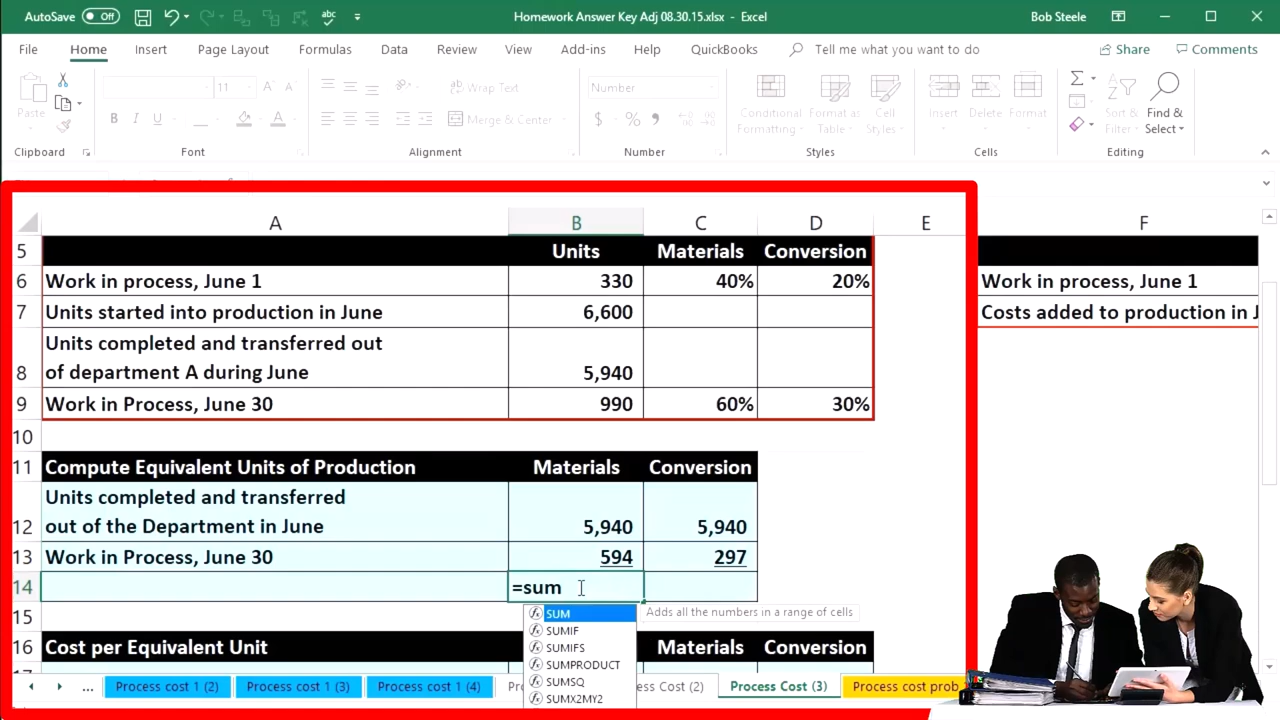 AutoSave Off Homework Answer Key Adj 08.30.15.xlsx - Excel Bob Steele
File Home Insert Page Layout Formulas Data Review View Add-ins Help QuickBooks Tell me what you want to do Share Comments
Paste
11
B I U
Wrap Text
Merge & Center
Number
$ % 9
Conditional Formatting
Format as Table
Cell Styles
Insert Delete Format
Sort & Filter
Find & Select
Clipboard Font Alignment Number Styles Cells Editing
A B C D E F
5 Units Materials Conversion
6 Work in process, June 1 330 40% 20% Work in process, June 1
7 Units started into production in June 6,600 Costs added to production in J
Units completed and transferred out
8 of department A during June 5,940
9 Work in Process, June 30 990 60% 30%
10
11 Compute Equivalent Units of Production Materials Conversion
Units completed and transferred
12 out of the Department in June 5,940 5,940
13 Work in Process, June 30 594 297
14 =sum
SUM Adds all the numbers in a range of cells
15
SUMIF
16 Cost per Equivalent Unit Materials Conversion
SUMIFS
SUMPRODUCT
SUMSQ
SUMX2MY2
... Process cost 1 (2) Process cost 1 (3) Process cost 1 (4) Cost (2) Process Cost (3) Process cost prob